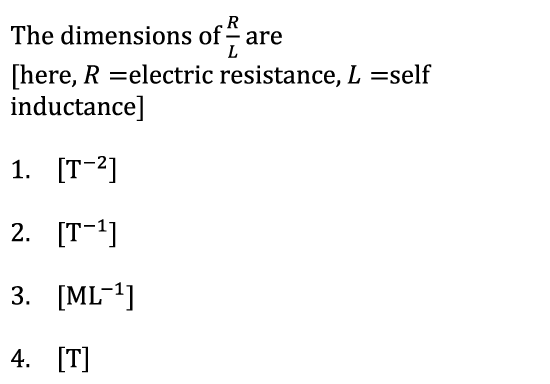 The dimensions of R/L are
[here, R =electric resistance, L =self
inductance]
1. [T⁻²]
2. [T⁻¹]
3. [ML⁻¹]
4. [T]